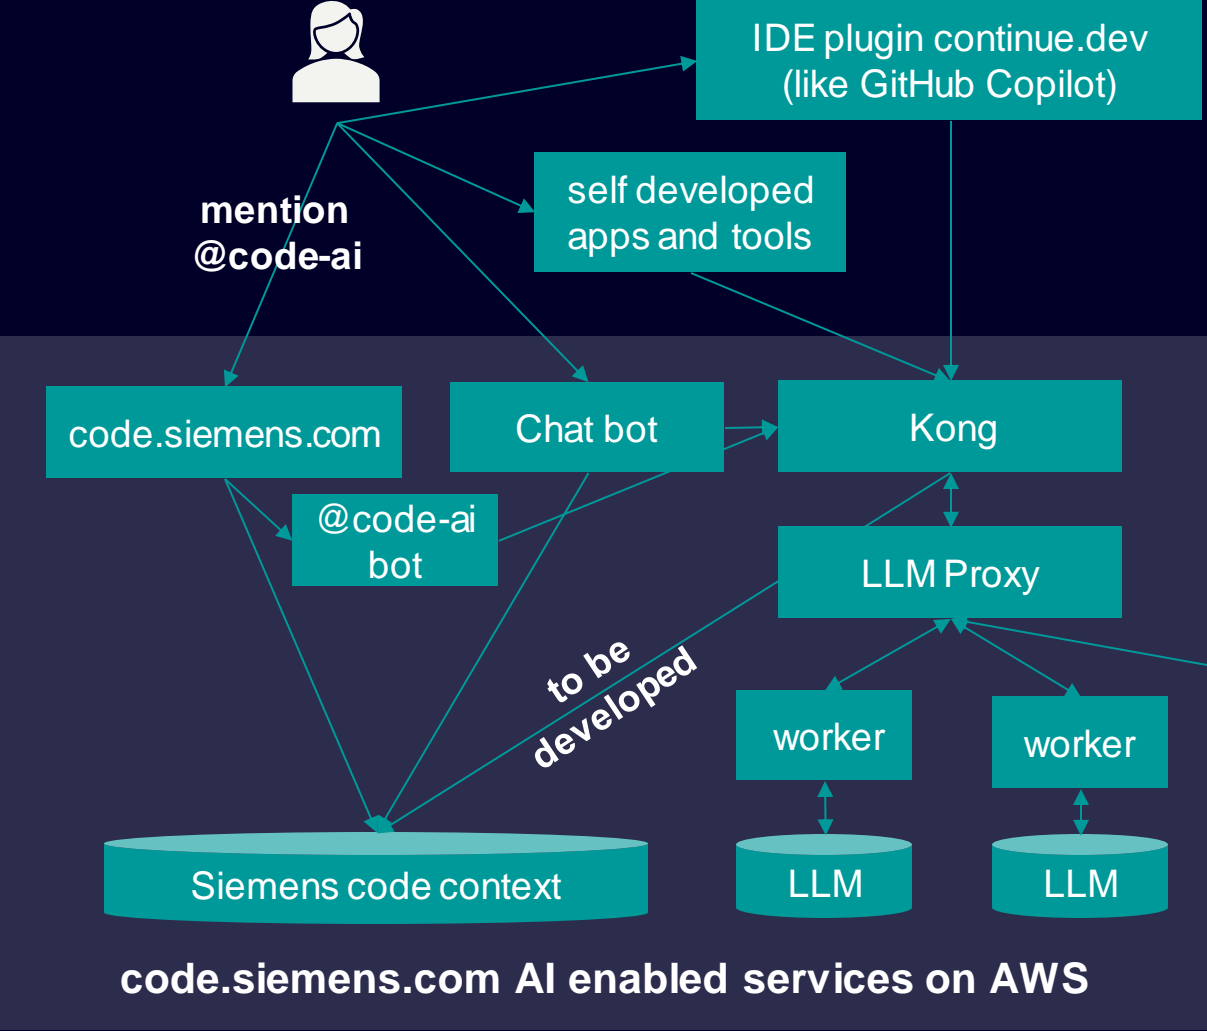 IDE plugin continue.dev
(like GitHub Copilot)
self developed
apps and tools
mention
@code-ai
code.siemens.com
Chat bot
Kong
@code-ai
bot
LLM Proxy
to be
developed
worker
worker
Siemens code context
LLM
LLM
code.siemens.com AI enabled services on AWS